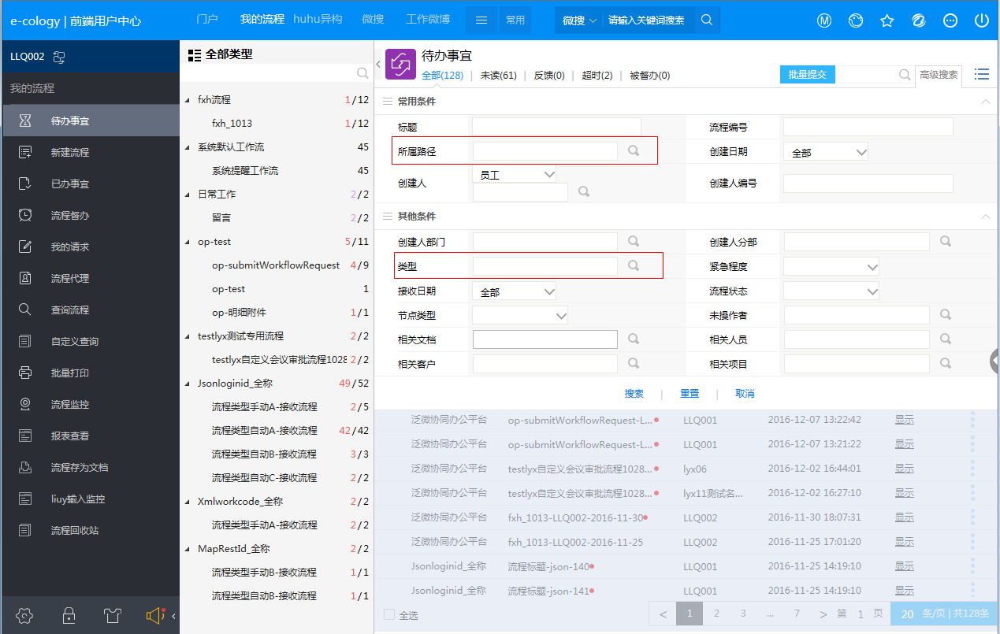 e-cology | 前端用户中心
门户 我的流程 huhu异构 微搜 工作微博 常用 微搜 请输入关键词搜索
LLQ002
我的流程
待办事宜
新建流程
已办事宜
流程督办
我的请求
流程代理
查询流程
自定义查询
批量打印
流程监控
报表查看
流程存为文档
liuy输入监控
流程回收站
全部类型
fxh流程 1/12
fxh_1013 1/12
系统默认工作流 45
系统提醒工作流 45
日常工作 2/2
留言 2/2
op-test 5/11
op-submitWorkflowRequest 4/9
op-test 1
op-明细附件 1/1
testlyx测试专用流程 2/2
testlyx自定义会议审批流程1028 2/2
Jsonloginid_全称 49/52
流程类型手动A-接收流程 2/5
流程类型自动A-接收流程 42/42
流程类型自动B-接收流程 3/3
流程类型自动C-接收流程 2/2
Xmlworkcode_全称 2/2
流程类型手动A-接收流程 2/2
MapRestId_全称 2/2
流程类型手动B-接收流程 1/1
流程类型自动B-接收流程 1/1
待办事宜
全部(128) | 未读(61) | 反馈(0) | 超时(2) | 被督办(0)
批量提交 高级搜索
常用条件
标题 流程编号
所属路径 创建日期 全部
创建人 员工 创建人编号
其他条件
创建人部门 创建人分部
类型 紧急程度
接收日期 全部 流程状态
节点类型 未操作者
相关文档 相关人员
相关客户 相关项目
搜索 | 重置 | 取消
泛微协同办公平台 op-submitWorkflowRequest-L... LLQ001 2016-12-07 13:22:42 显示
泛微协同办公平台 op-submitWorkflowRequest-L... LLQ001 2016-12-07 13:21:22 显示
泛微协同办公平台 testlyx自定义会议审批流程1028... lyx06 2016-12-02 16:44:01 显示
泛微协同办公平台 testlyx自定义会议审批流程1028... lyx11测试名... 2016-12-02 16:27:10 显示
泛微协同办公平台 fxh_1013-LLQ002-2016-11-30 LLQ002 2016-11-30 18:07:31 显示
泛微协同办公平台 fxh_1013-LLQ002-2016-11-25 LLQ002 2016-11-25 17:01:20 显示
Jsonloginid_全称 流程标题-json-140 LLQ001 2016-11-25 14:19:10 显示
Jsonloginid_全称 流程标题-json-141 LLQ001 2016-11-25 14:19:10 显示
全选 < 1 2 3 ... 7 > 第 1 页 20 条/页 | 共128条